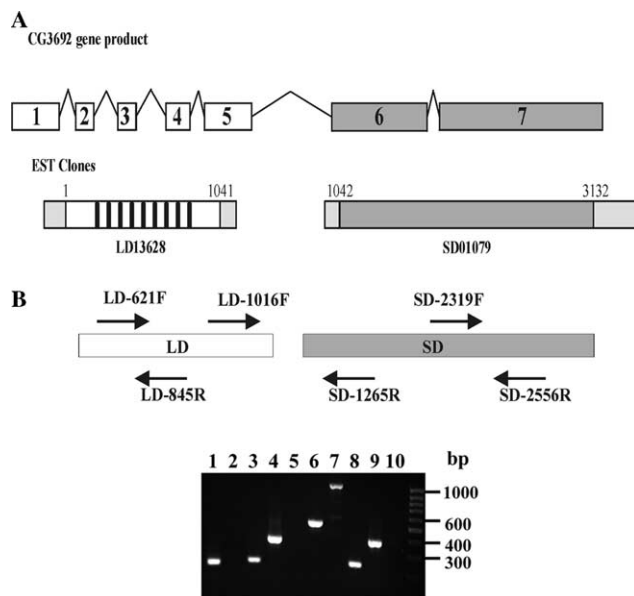 A
CG3692 gene product
1 2 3 4 5 6 7
EST Clones
1 1041 1042 3132
LD13628 SD01079
B
LD-621F LD-1016F SD-2319F
LD SD
LD-845R SD-1265R SD-2556R
1 2 3 4 5 6 7 8 9 10 bp
1000
600
400
300